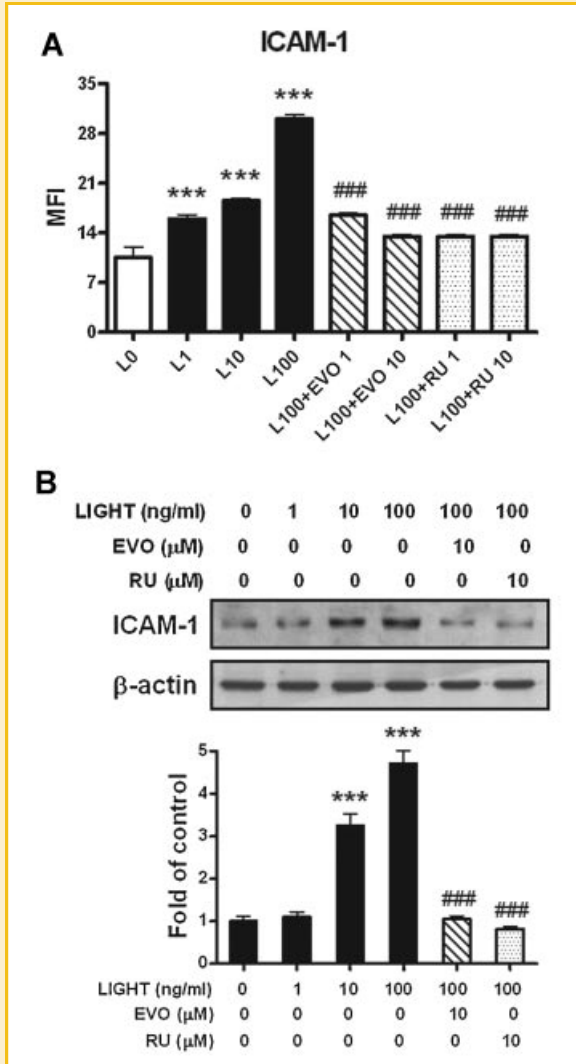 A
ICAM-1
MFI
35
28
21
14
7
0
***
***
***
###
###
###
###
L0
L1
L10
L100
L100+EVO 1
L100+EVO 10
L100+RU 1
L100+RU 10
B
LIGHT (ng/ml) 0 1 10 100 100 100
EVO (μM) 0 0 0 0 10 0
RU (μM) 0 0 0 0 0 10
ICAM-1
β-actin
Fold of control
5
4
3
2
1
0
***
***
###
###
LIGHT (ng/ml) 0 1 10 100 100 100
EVO (μM) 0 0 0 0 10 0
RU (μM) 0 0 0 0 0 10